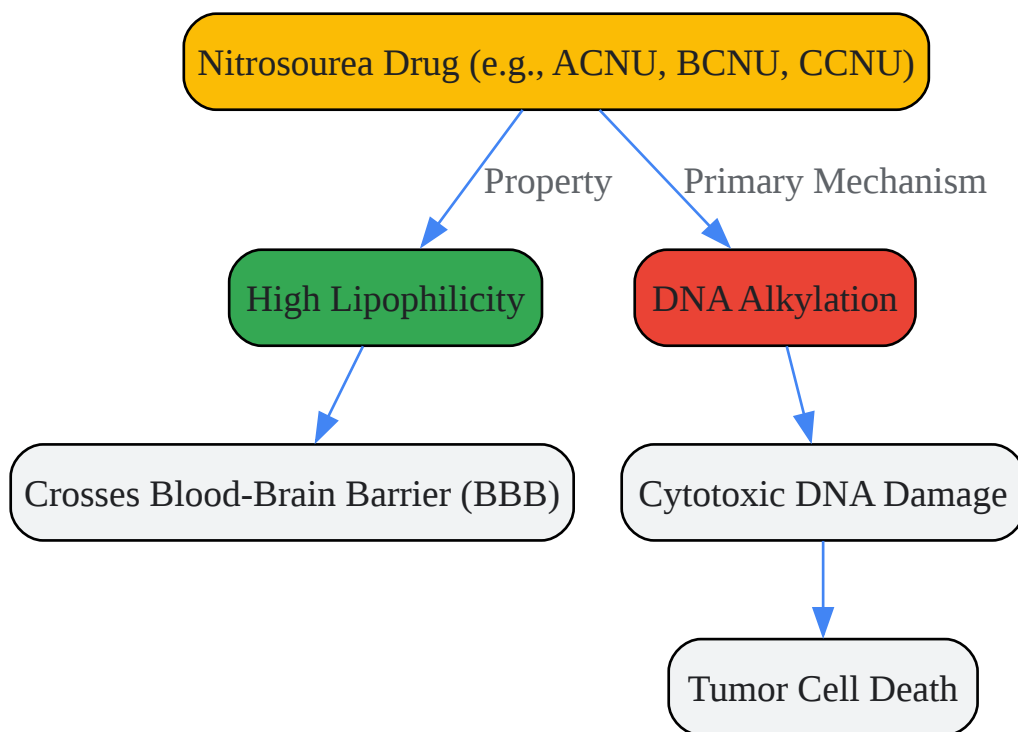 Nitrosourea Drug (e.g., ACNU, BCNU, CCNU)
Property
Primary Mechanism
High Lipophilicity
DNA Alkylation
Crosses Blood-Brain Barrier (BBB)
Cytotoxic DNA Damage
Tumor Cell Death